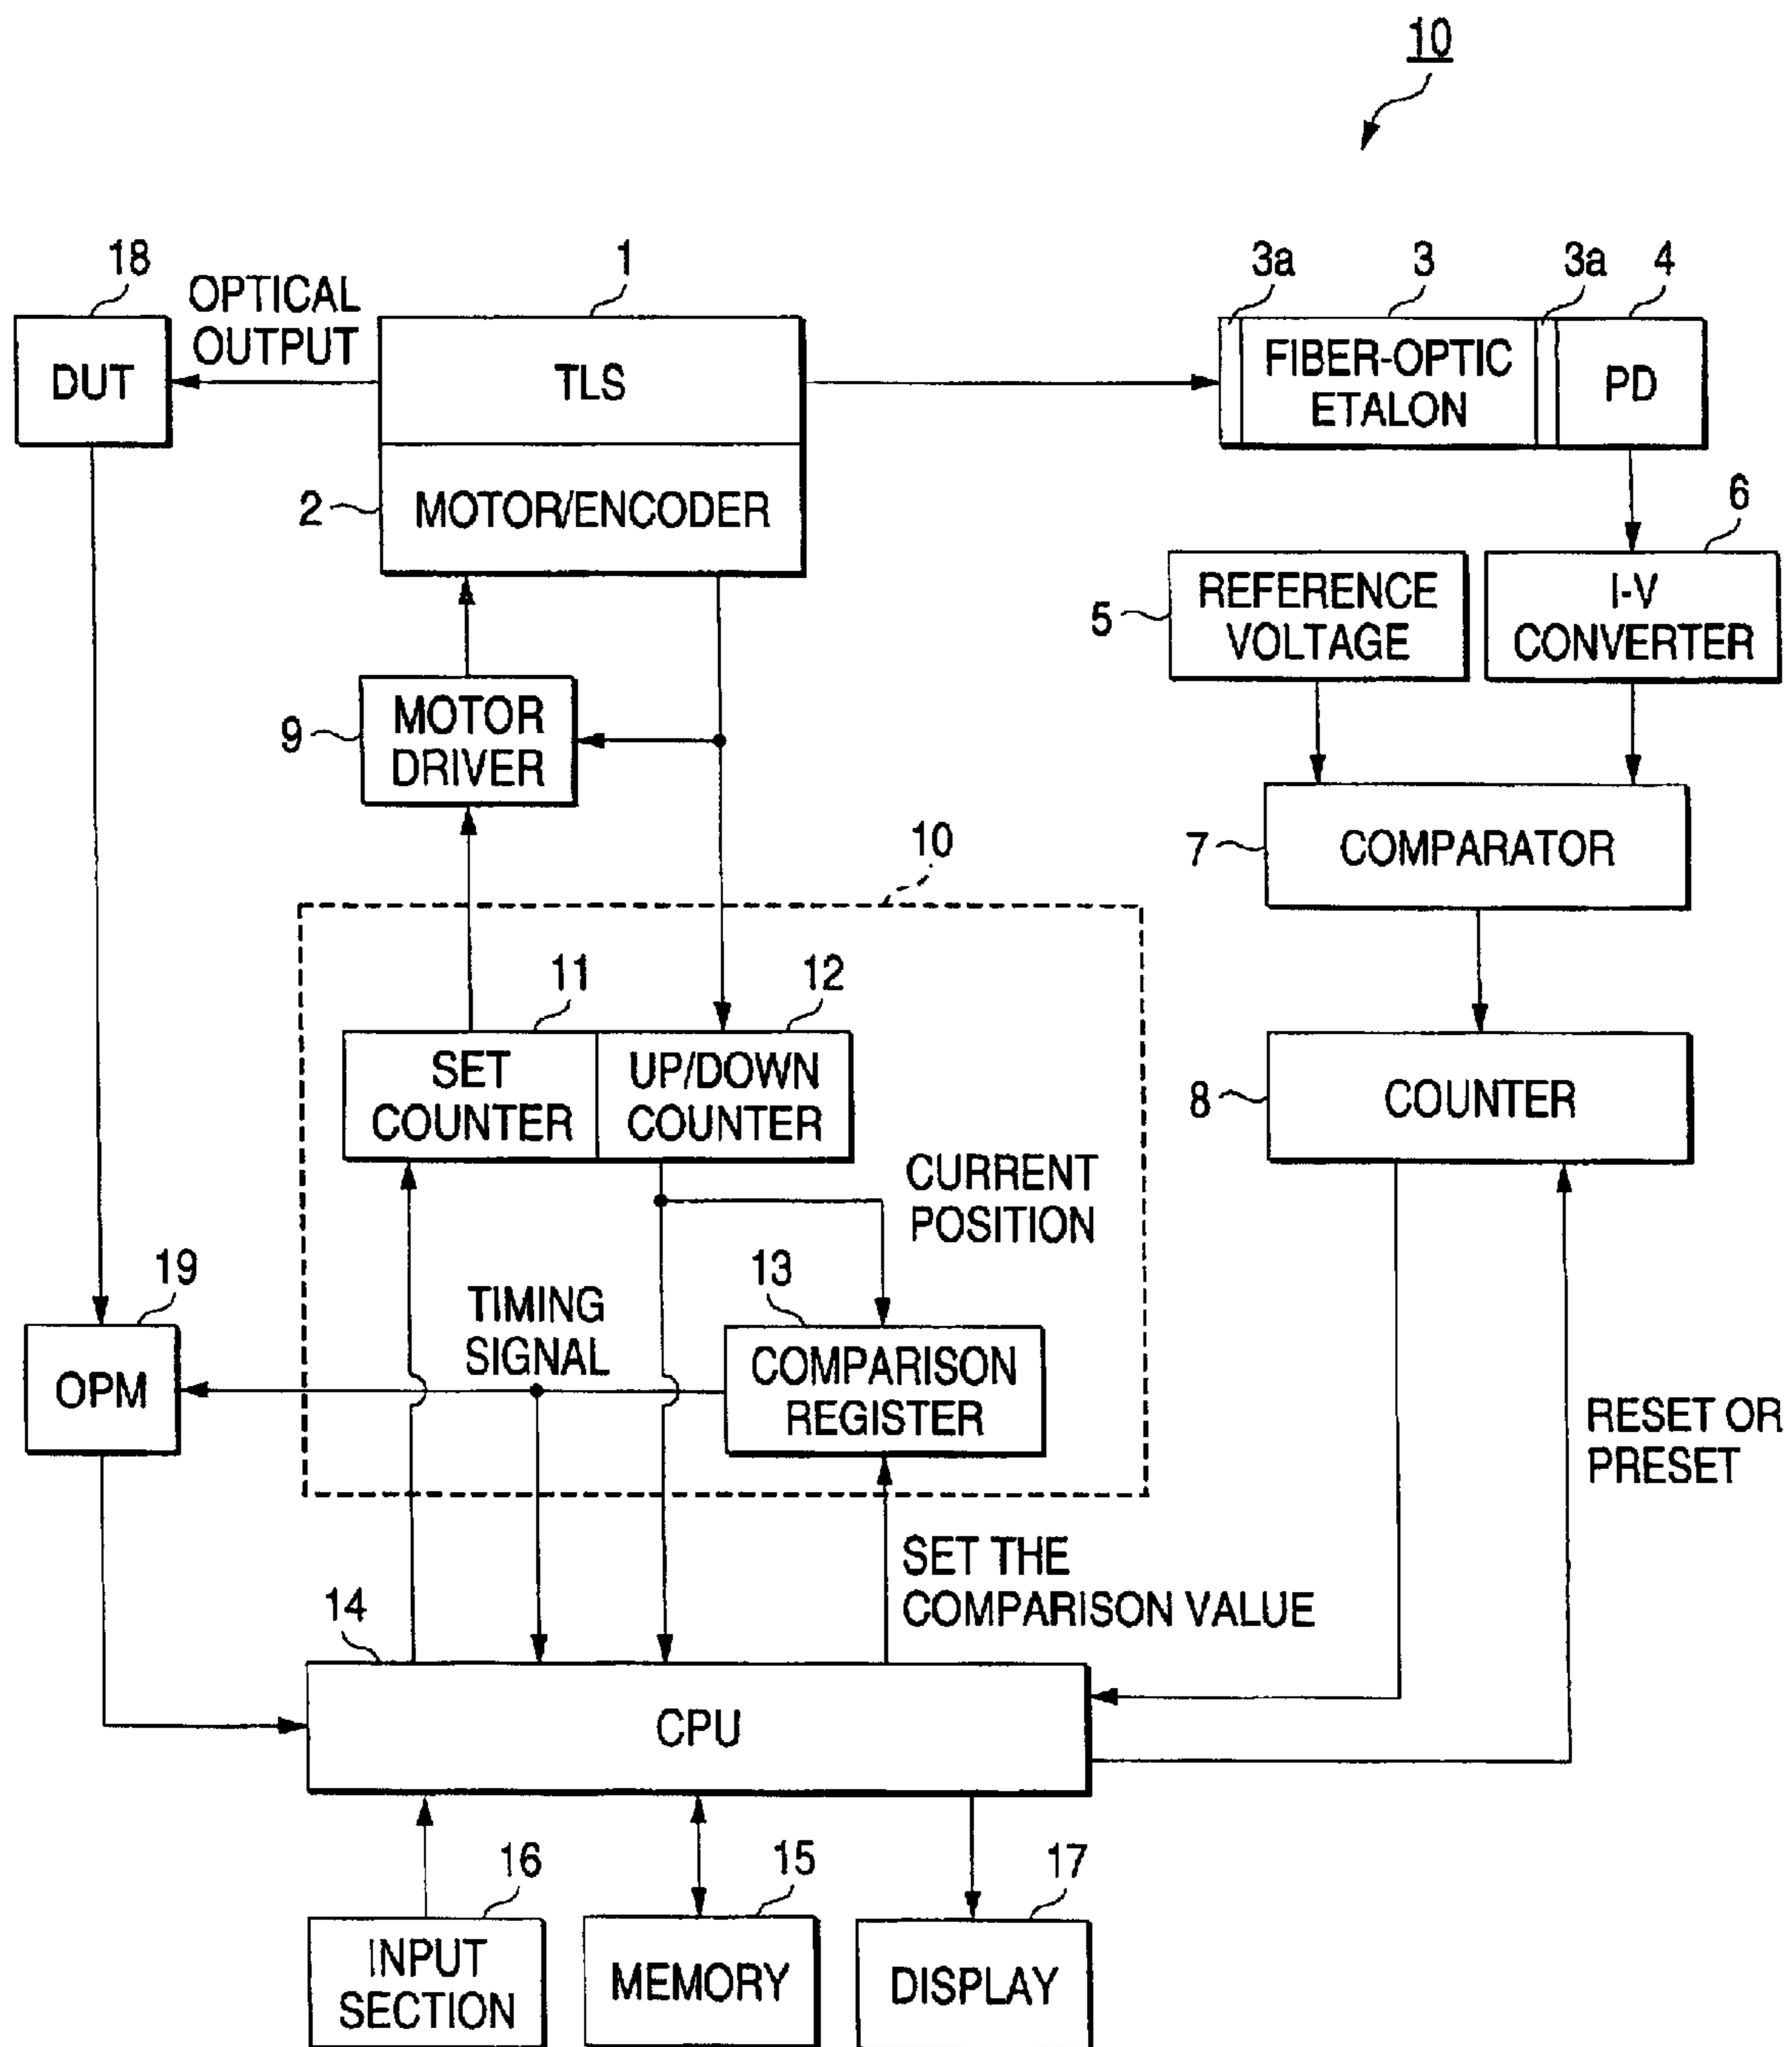 10
18
OPTICAL
OUTPUT
1
3a
3
3a
4
DUT
TLS
FIBER-OPTIC
ETALON
PD
2
MOTOR/ENCODER
6
5
REFERENCE
VOLTAGE
I-V
CONVERTER
9
MOTOR
DRIVER
7
COMPARATOR
10
11
12
SET
COUNTER
UP/DOWN
COUNTER
8
COUNTER
CURRENT
POSITION
19
TIMING
SIGNAL
13
OPM
COMPARISON
REGISTER
RESET OR
PRESET
SET THE
COMPARISON VALUE
14
CPU
16
15
17
INPUT
SECTION
MEMORY
DISPLAY